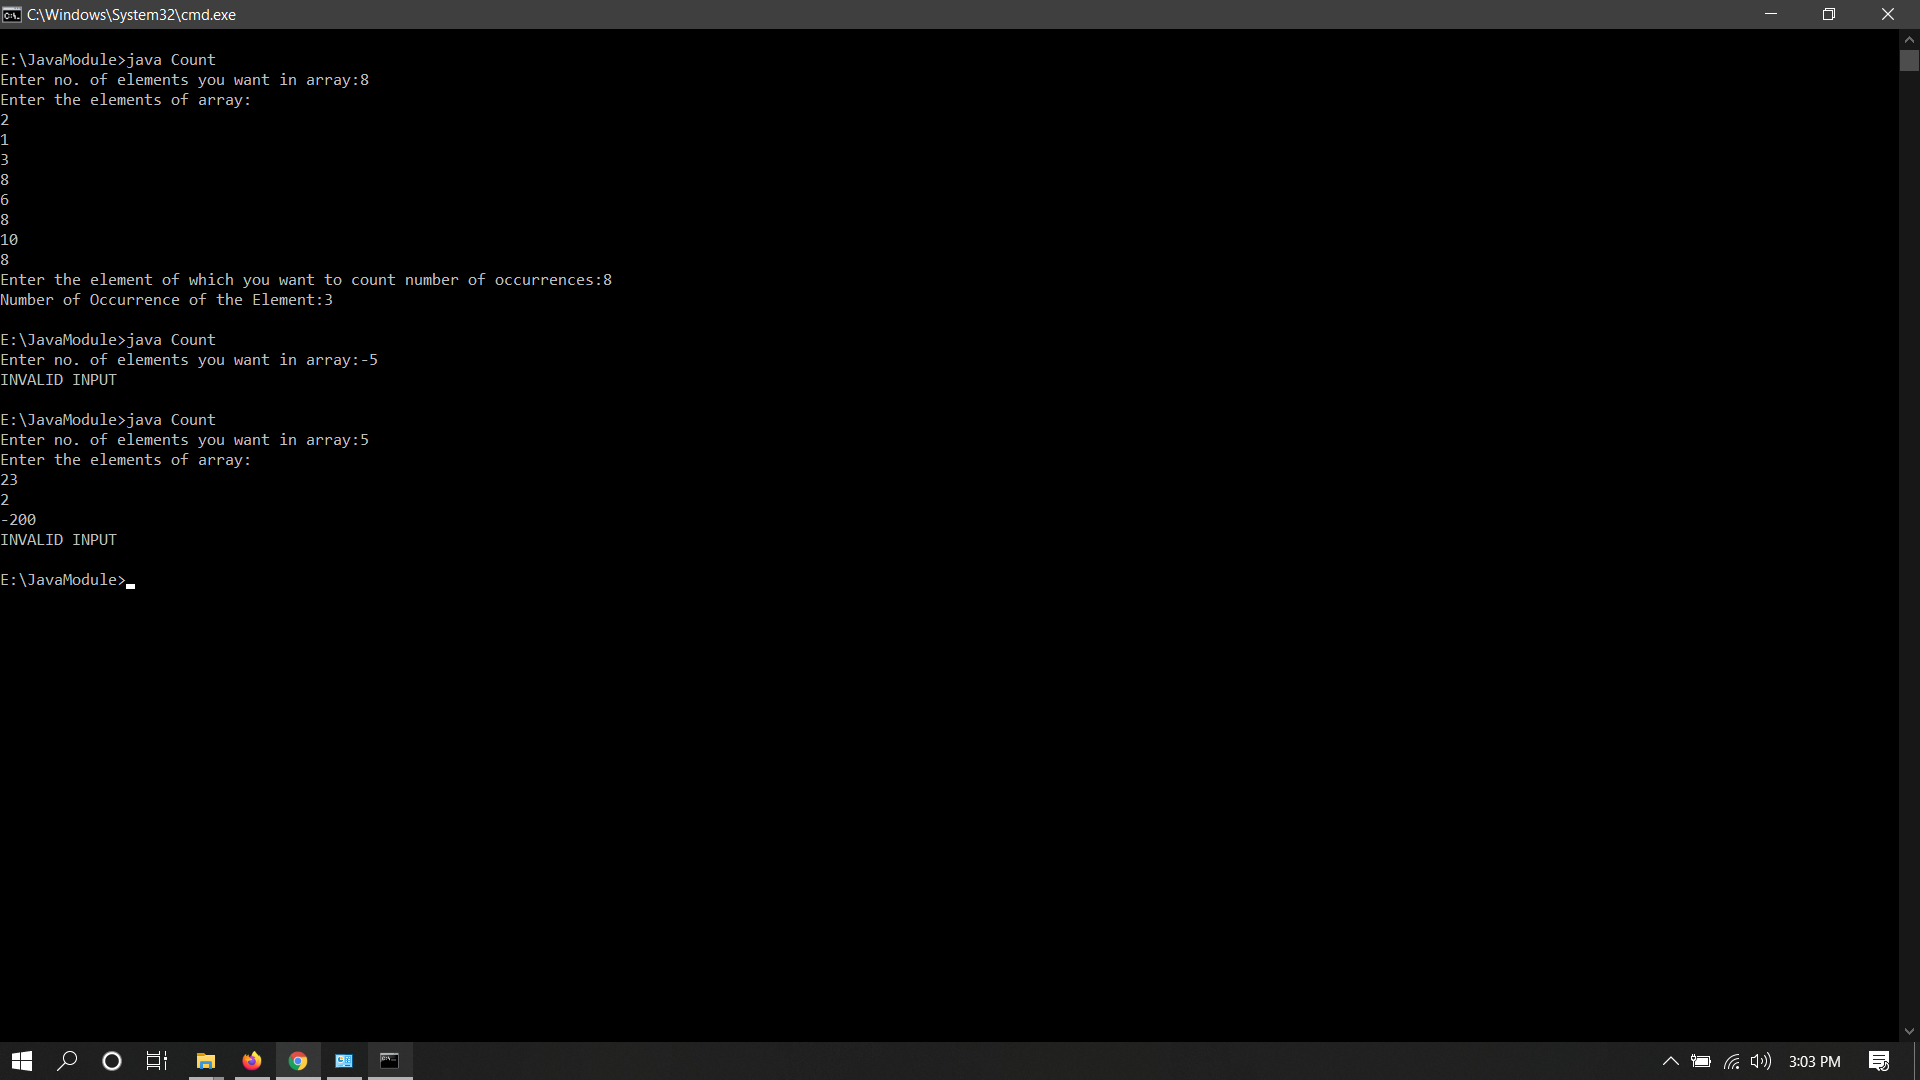 C:\Windows\System32\cmd.exe
E:\JavaModule>java Count
Enter no. of elements you want in array:8
Enter the elements of array:
2
1
3
8
6
8
10
8
Enter the element of which you want to count number of occurrences:8
Number of Occurrence of the Element:3
E:\JavaModule>java Count
Enter no. of elements you want in array:-5
INVALID INPUT
E:\JavaModule>java Count
Enter no. of elements you want in array:5
Enter the elements of array:
23
2
-200
INVALID INPUT
E:\JavaModule>
3:03 PM